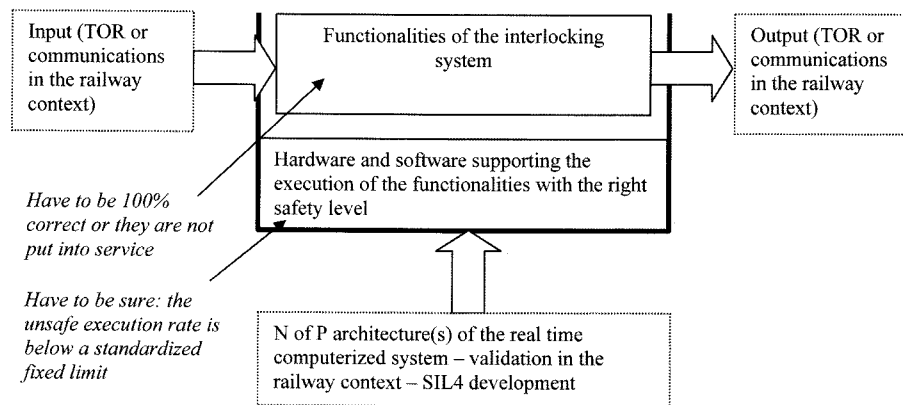 Input (TOR or
communications
in the railway
context)
Functionalities of the interlocking
system
Output (TOR or
communications
in the railway
context)
Hardware and software supporting the
execution of the functionalities with the right
safety level
Have to be 100%
correct or they are not
put into service
Have to be sure: the
unsafe execution rate is
below a standardized
fixed limit
N of P architecture(s) of the real time
computerized system – validation in the
railway context – SIL4 development